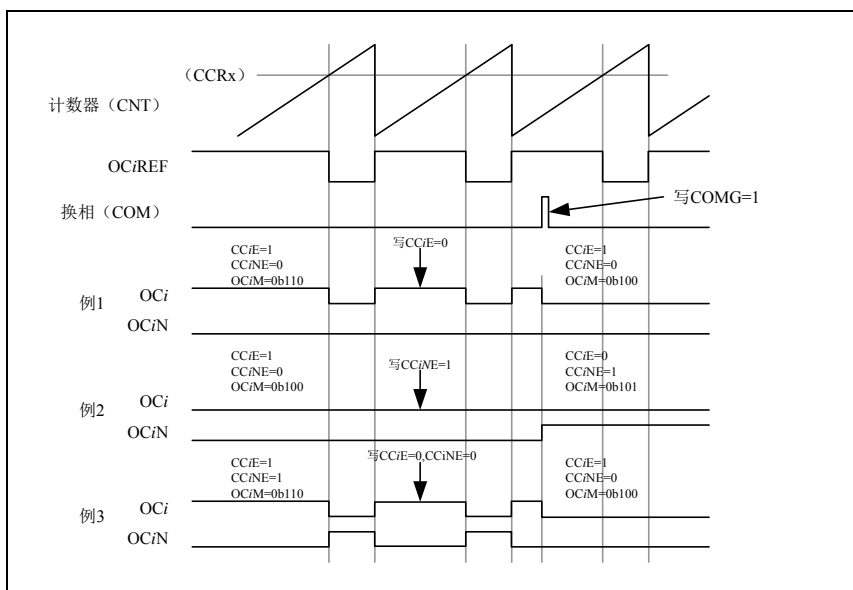 （CCRx）
计数器（CNT）
OCiREF
换相（COM）
写COMG=1
CCiE=1
CCiNE=0
OCiM=0b110
写CCiE=0
CCiE=1
CCiNE=0
OCiM=0b100
例1
OCi
OCiN
CCiE=1
CCiNE=0
OCiM=0b100
写CCiNE=1
CCiE=0
CCiNE=1
OCiM=0b101
例2
OCi
OCiN
CCiE=1
CCiNE=1
OCiM=0b110
写CCiE=0,CCiNE=0
CCiE=1
CCiNE=0
OCiM=0b100
例3
OCi
OCiN